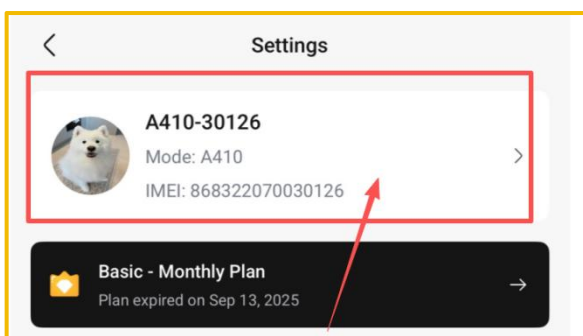 Settings
A410-30126
Mode: A410
IMEI: 868322070030126
Basic - Monthly Plan
Plan expired on Sep 13, 2025